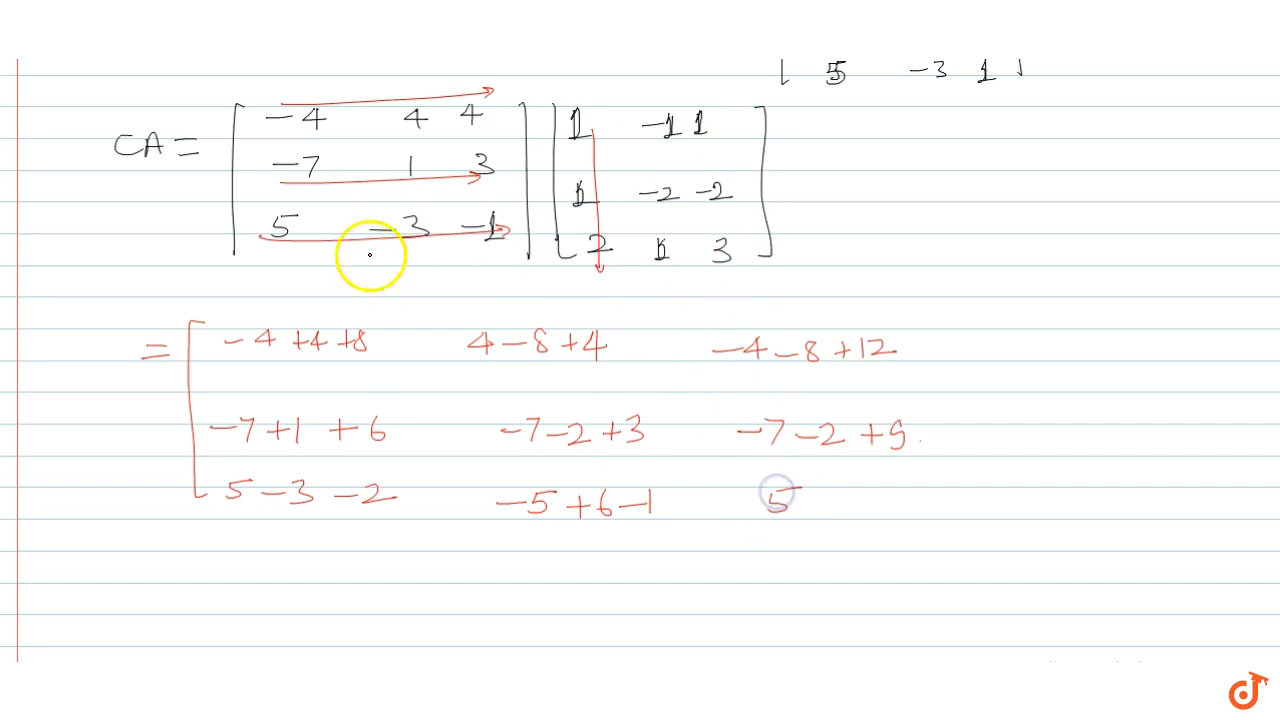 5 -3 1
CA = [ -4 4 4 ] [ 1 -1 1 ]
-7 1 3 1 -2 -2
5 -3 -1 2 1 3
= [ -4 +4 +8 4 -8 +4 -4 -8 +12
-7 +1 +6 -7 -2 +3 -7 -2 +9
5 -3 -2 -5 +6 -1 5